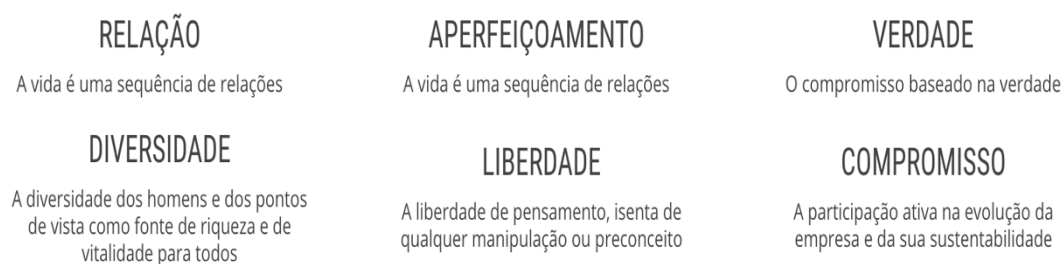 RELAÇÃO
A vida é uma sequência de relações
APERFEIÇOAMENTO
A vida é uma sequência de relações
VERDADE
O compromisso baseado na verdade
DIVERSIDADE
A diversidade dos homens e dos pontos
de vista como fonte de riqueza e de
vitalidade para todos
LIBERDADE
A liberdade de pensamento, isenta de
qualquer manipulação ou preconceito
COMPROMISSO
A participação ativa na evolução da
empresa e da sua sustentabilidade